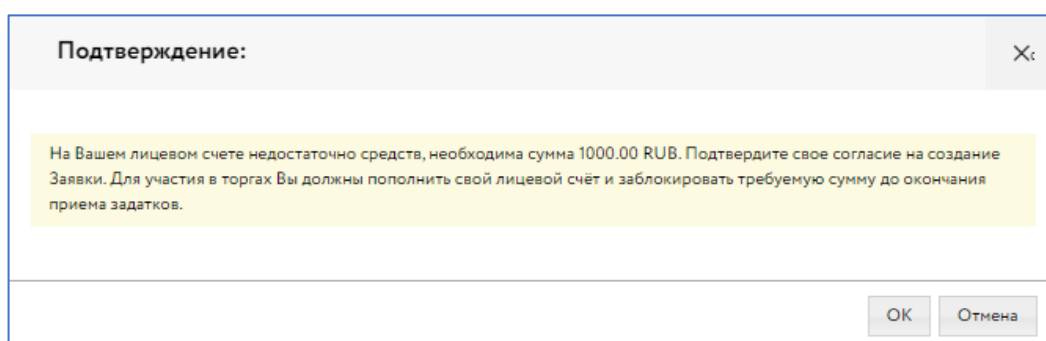 Подтверждение:
На Вашем лицевом счете недостаточно средств, необходима сумма 1000.00 RUB. Подтвердите свое согласие на создание
Заявки. Для участия в торгах Вы должны пополнить свой лицевой счёт и заблокировать требуемую сумму до окончания
приема задатков.
ОК Отмена